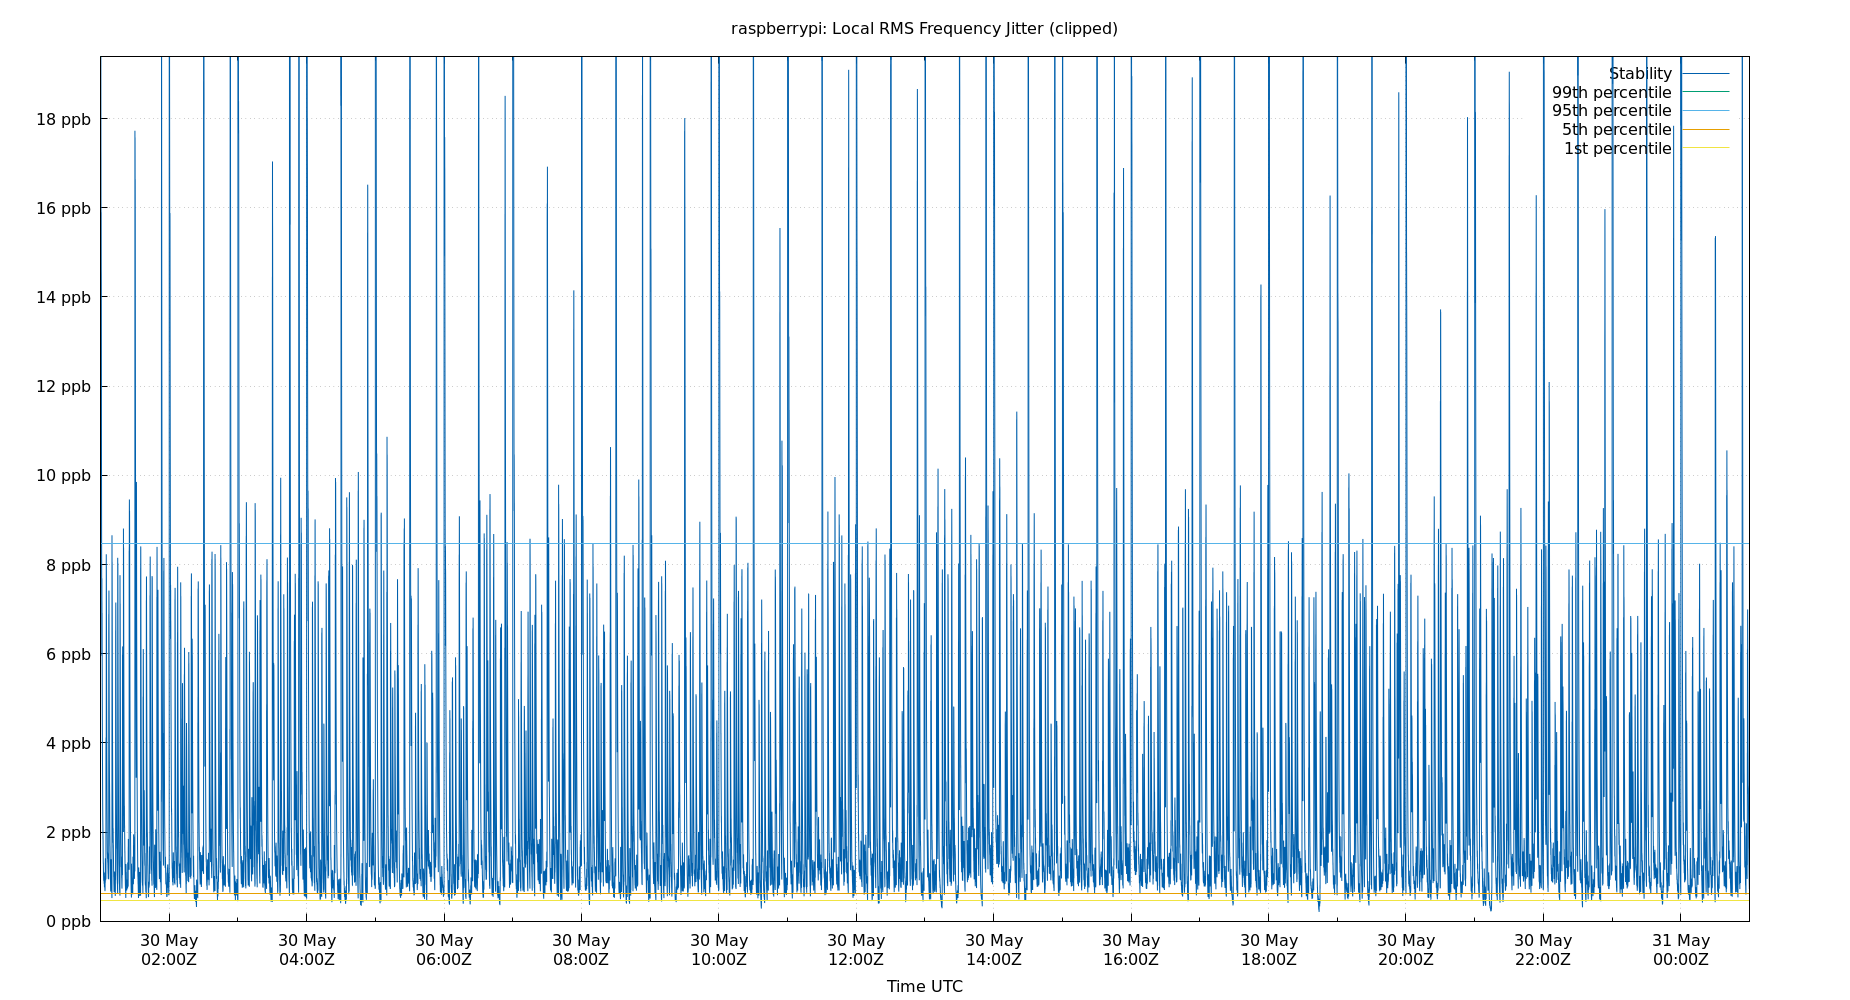 raspberrypi: Local RMS Frequency Jitter (clipped)
Stability
99th percentile
95th percentile
5th percentile
1st percentile
18 ppb
16 ppb
14 ppb
12 ppb
10 ppb
8 ppb
6 ppb
4 ppb
2 ppb
0 ppb
30 May 30 May 30 May 30 May 30 May 30 May 30 May 30 May 30 May 30 May 30 May 31 May
02:00Z 04:00Z 06:00Z 08:00Z 10:00Z 12:00Z 14:00Z 16:00Z 18:00Z 20:00Z 22:00Z 00:00Z
Time UTC